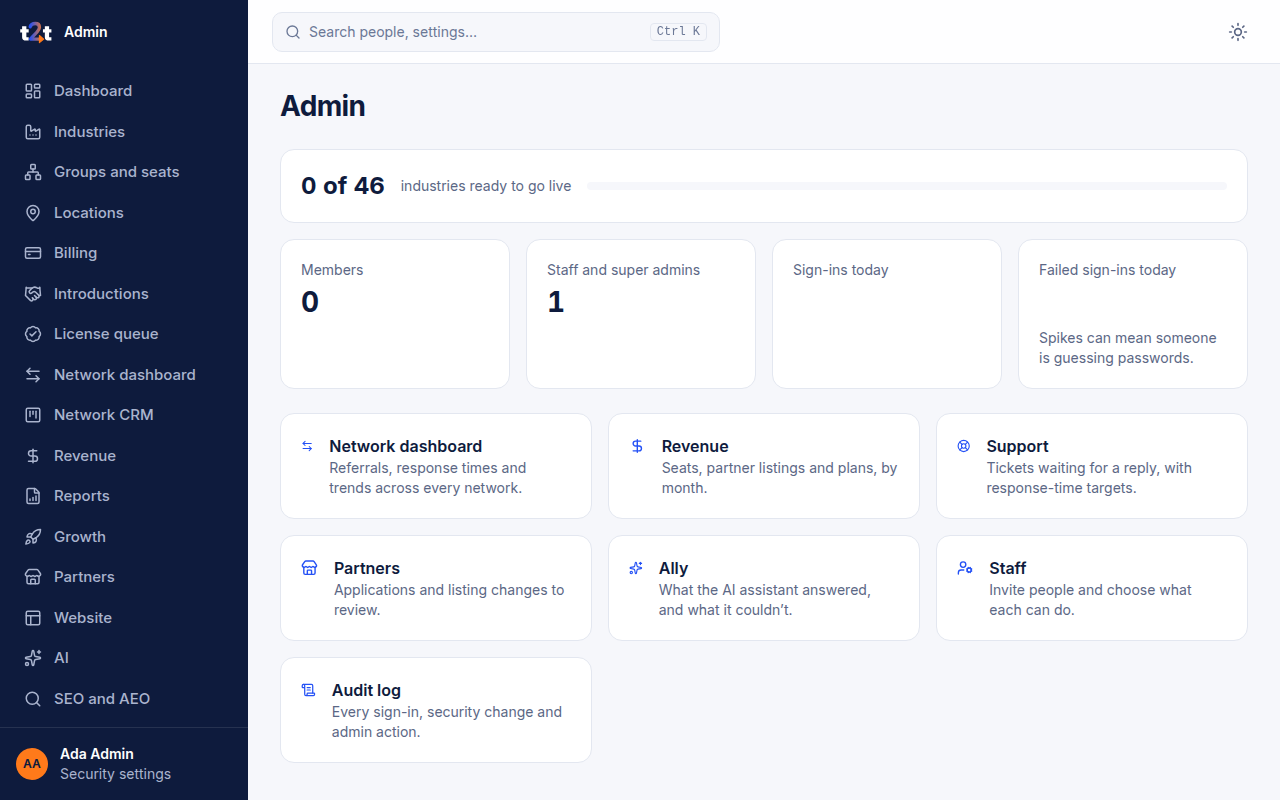 t2t Admin
Search people, settings...
Ctrl K
Dashboard
Industries
Groups and seats
Locations
Billing
Introductions
License queue
Network dashboard
Network CRM
Revenue
Reports
Growth
Partners
Website
AI
SEO and AEO
AA
Ada Admin
Security settings
Admin
0 of 46 industries ready to go live
Members
0
Staff and super admins
1
Sign-ins today
Failed sign-ins today
Spikes can mean someone
is guessing passwords.
Network dashboard
Referrals, response times and
trends across every network.
Revenue
Seats, partner listings and plans, by
month.
Support
Tickets waiting for a reply, with
response-time targets.
Partners
Applications and listing changes to
review.
Ally
What the AI assistant answered,
and what it couldn’t.
Staff
Invite people and choose what
each can do.
Audit log
Every sign-in, security change and
admin action.